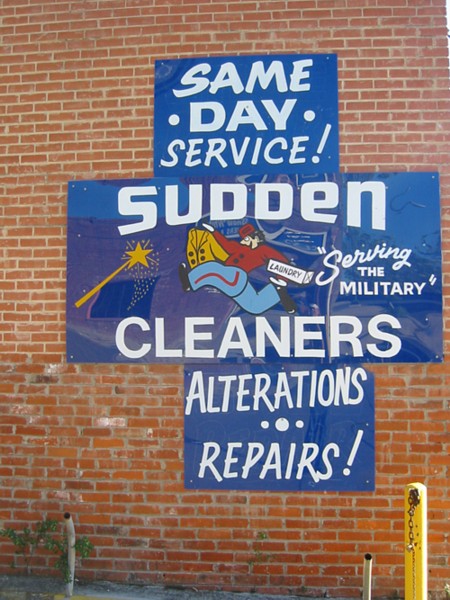 SAME
• DAY •
SERVICE!
SUDDEN
LAUNDRY
"Serving
THE
MILITARY"
CLEANERS
ALTERATIONS
REPAIRS!